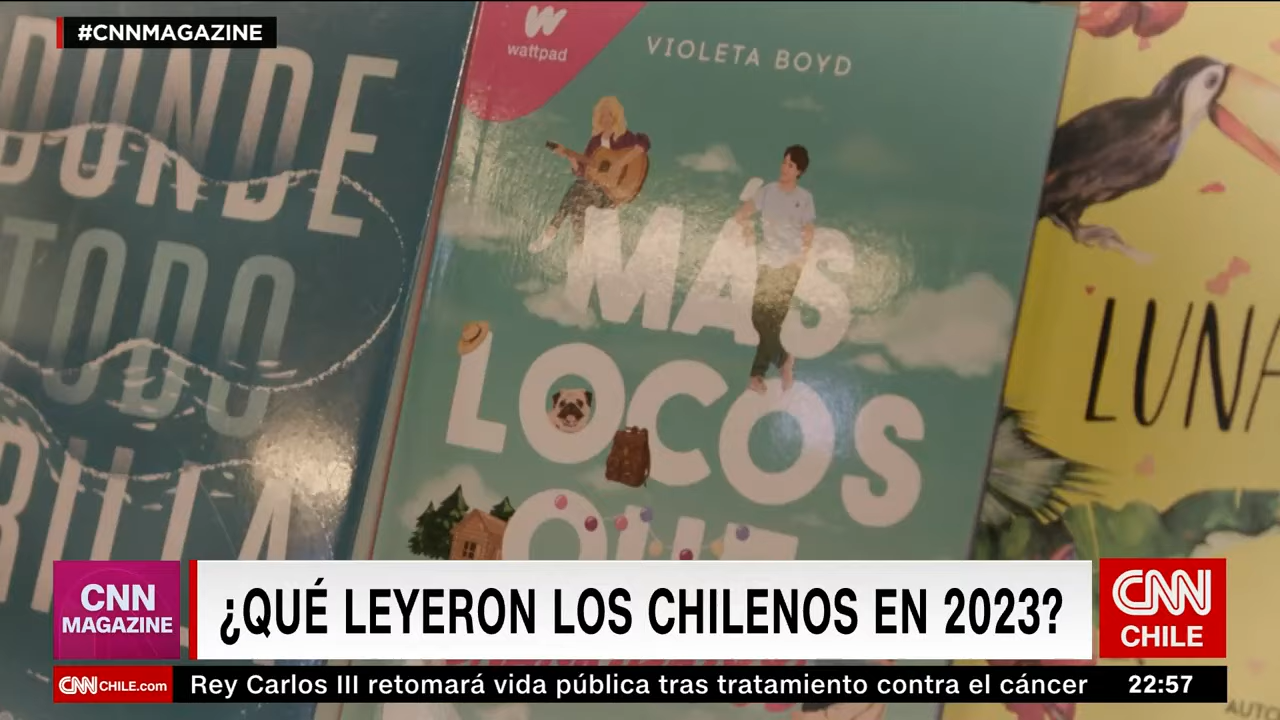 #CNNMAGAZINE
DONDE
TODO
wattpad
VIOLETA BOYD
MÁS
LOCOS
QUE
LUNA
CNN
MAGAZINE
¿QUÉ LEYERON LOS CHILENOS EN 2023?
CNN
CHILE
CNNCHILE.com
Rey Carlos III retomará vida pública tras tratamiento contra el cáncer
22:57